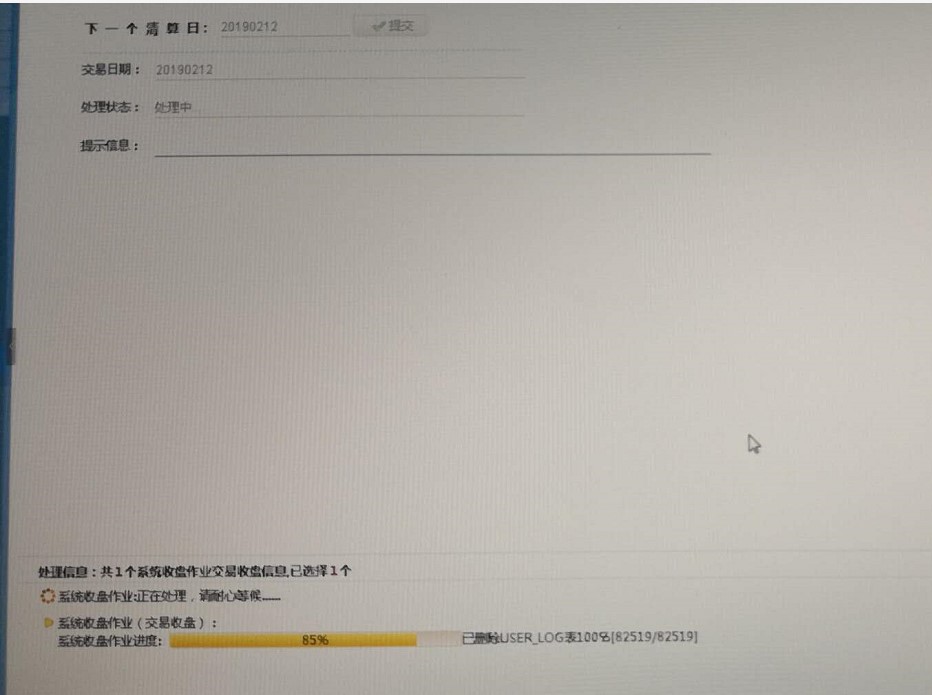 下一个清算日： 20190212 提交
交易日期： 20190212
处理状态： 处理中
提示信息：
处理信息：共1个系统收盘作业交易收盘信息,已选择1个
系统收盘作业:正在处理，请耐心等候......
系统收盘作业（交易收盘）：
系统收盘作业进度： 85% 已删除USER_LOG表100%[82519/82519]